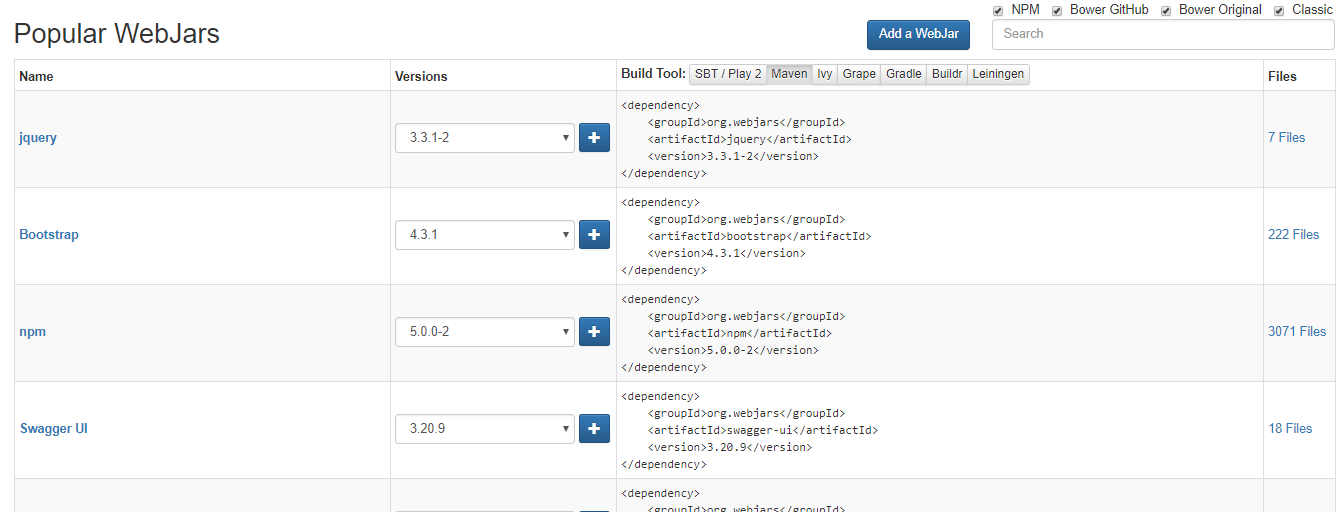 NPM Bower GitHub Bower Original Classic
Popular WebJars
Add a WebJar
Search
Name Versions Build Tool: SBT / Play 2 Maven Ivy Grape Gradle Buildr Leiningen Files
jquery
3.3.1-2
<dependency>
    <groupId>org.webjars</groupId>
    <artifactId>jquery</artifactId>
    <version>3.3.1-2</version>
</dependency>
7 Files
Bootstrap
4.3.1
<dependency>
    <groupId>org.webjars</groupId>
    <artifactId>bootstrap</artifactId>
    <version>4.3.1</version>
</dependency>
222 Files
npm
5.0.0-2
<dependency>
    <groupId>org.webjars</groupId>
    <artifactId>npm</artifactId>
    <version>5.0.0-2</version>
</dependency>
3071 Files
Swagger UI
3.20.9
<dependency>
    <groupId>org.webjars</groupId>
    <artifactId>swagger-ui</artifactId>
    <version>3.20.9</version>
</dependency>
18 Files
<dependency>
    <groupId>org.webjars</groupId>